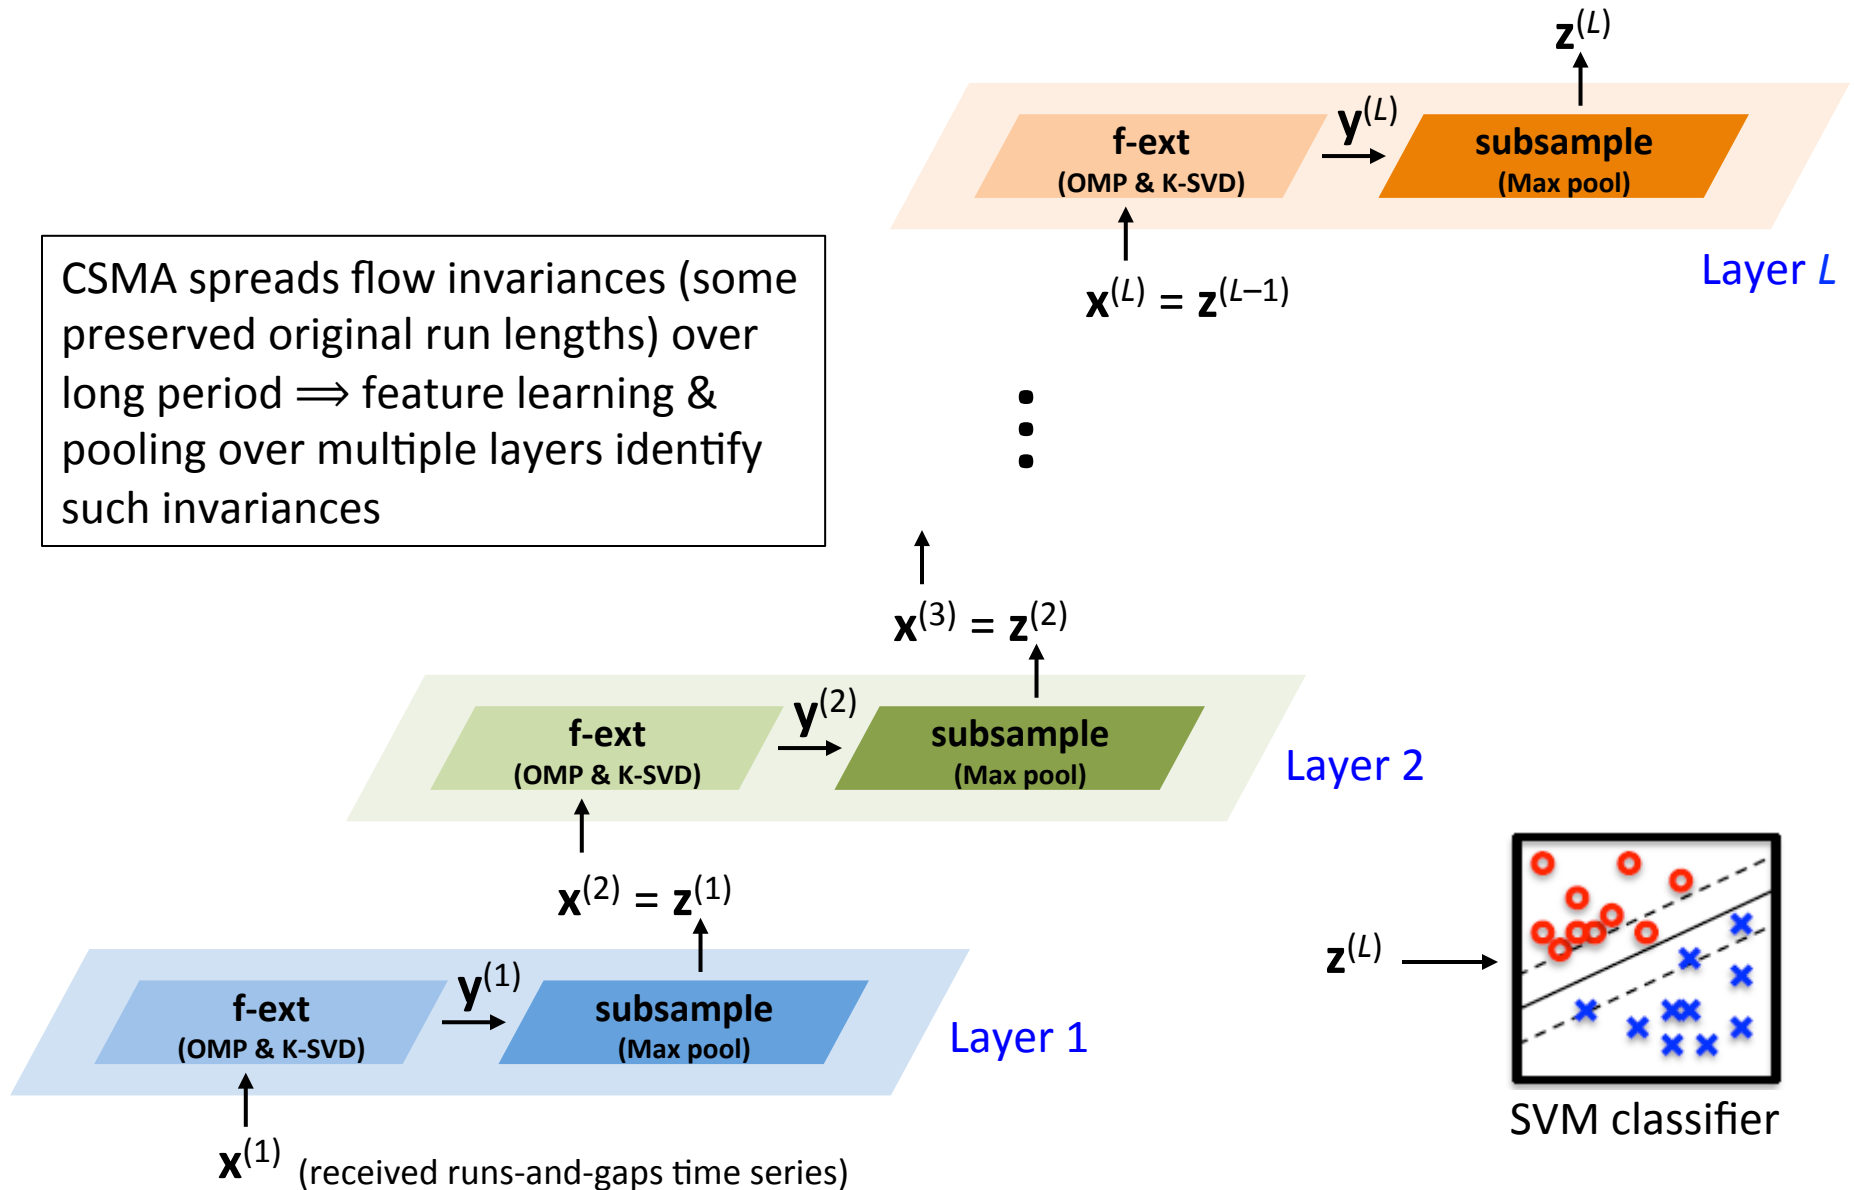 z(L)
f-ext
(OMP & K-SVD)
y(L)
subsample
(Max pool)
Layer L
x(L) = z(L–1)
CSMA spreads flow invariances (some
preserved original run lengths) over
long period ⟹ feature learning &
pooling over multiple layers identify
such invariances
x(3) = z(2)
f-ext
(OMP & K-SVD)
y(2)
subsample
(Max pool)
Layer 2
x(2) = z(1)
f-ext
(OMP & K-SVD)
y(1)
subsample
(Max pool)
Layer 1
x(1) (received runs-and-gaps time series)
z(L)
SVM classifier